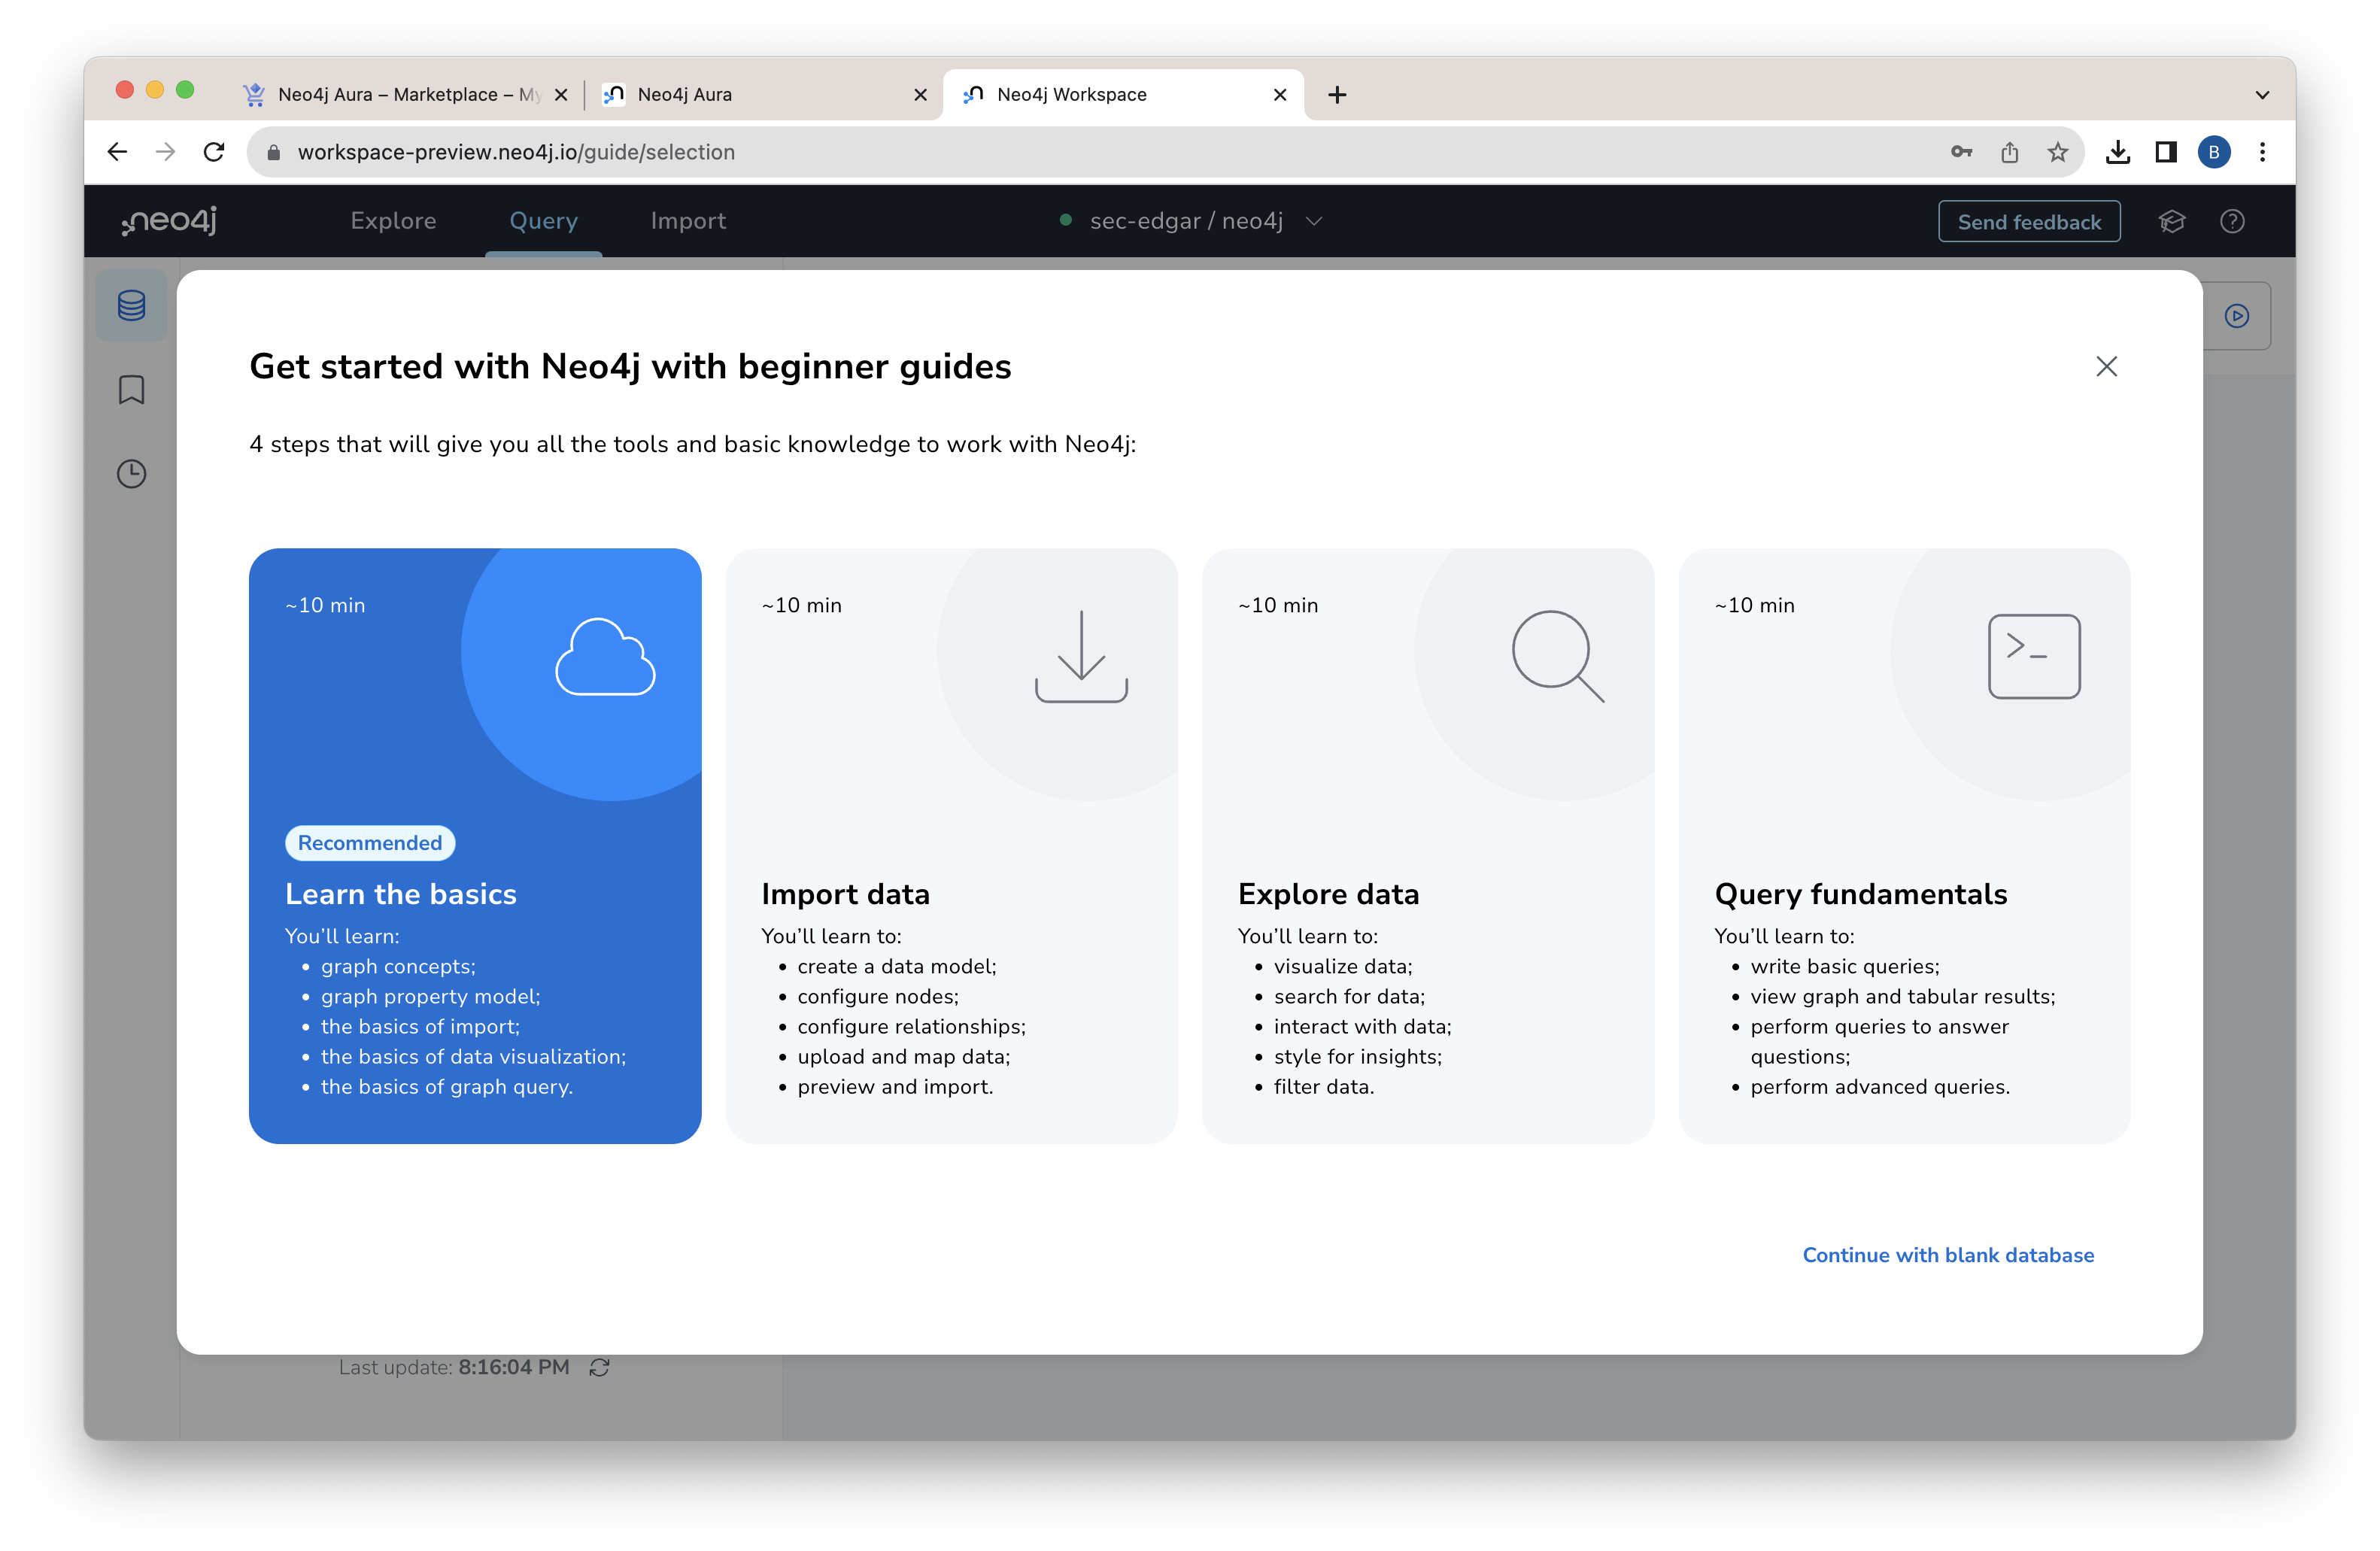 Neo4j Aura – Marketplace – My
Neo4j Aura
Neo4j Workspace
workspace-preview.neo4j.io/guide/selection
B
neo4j
Explore
Query
Import
sec-edgar / neo4j
Send feedback
Get started with Neo4j with beginner guides
4 steps that will give you all the tools and basic knowledge to work with Neo4j:
~10 min
Recommended
Learn the basics
You’ll learn:
• graph concepts;
• graph property model;
• the basics of import;
• the basics of data visualization;
• the basics of graph query.
~10 min
Import data
You’ll learn to:
• create a data model;
• configure nodes;
• configure relationships;
• upload and map data;
• preview and import.
~10 min
Explore data
You’ll learn to:
• visualize data;
• search for data;
• interact with data;
• style for insights;
• filter data.
~10 min
Query fundamentals
You’ll learn to:
• write basic queries;
• view graph and tabular results;
• perform queries to answer
questions;
• perform advanced queries.
Continue with blank database
Last update: 8:16:04 PM